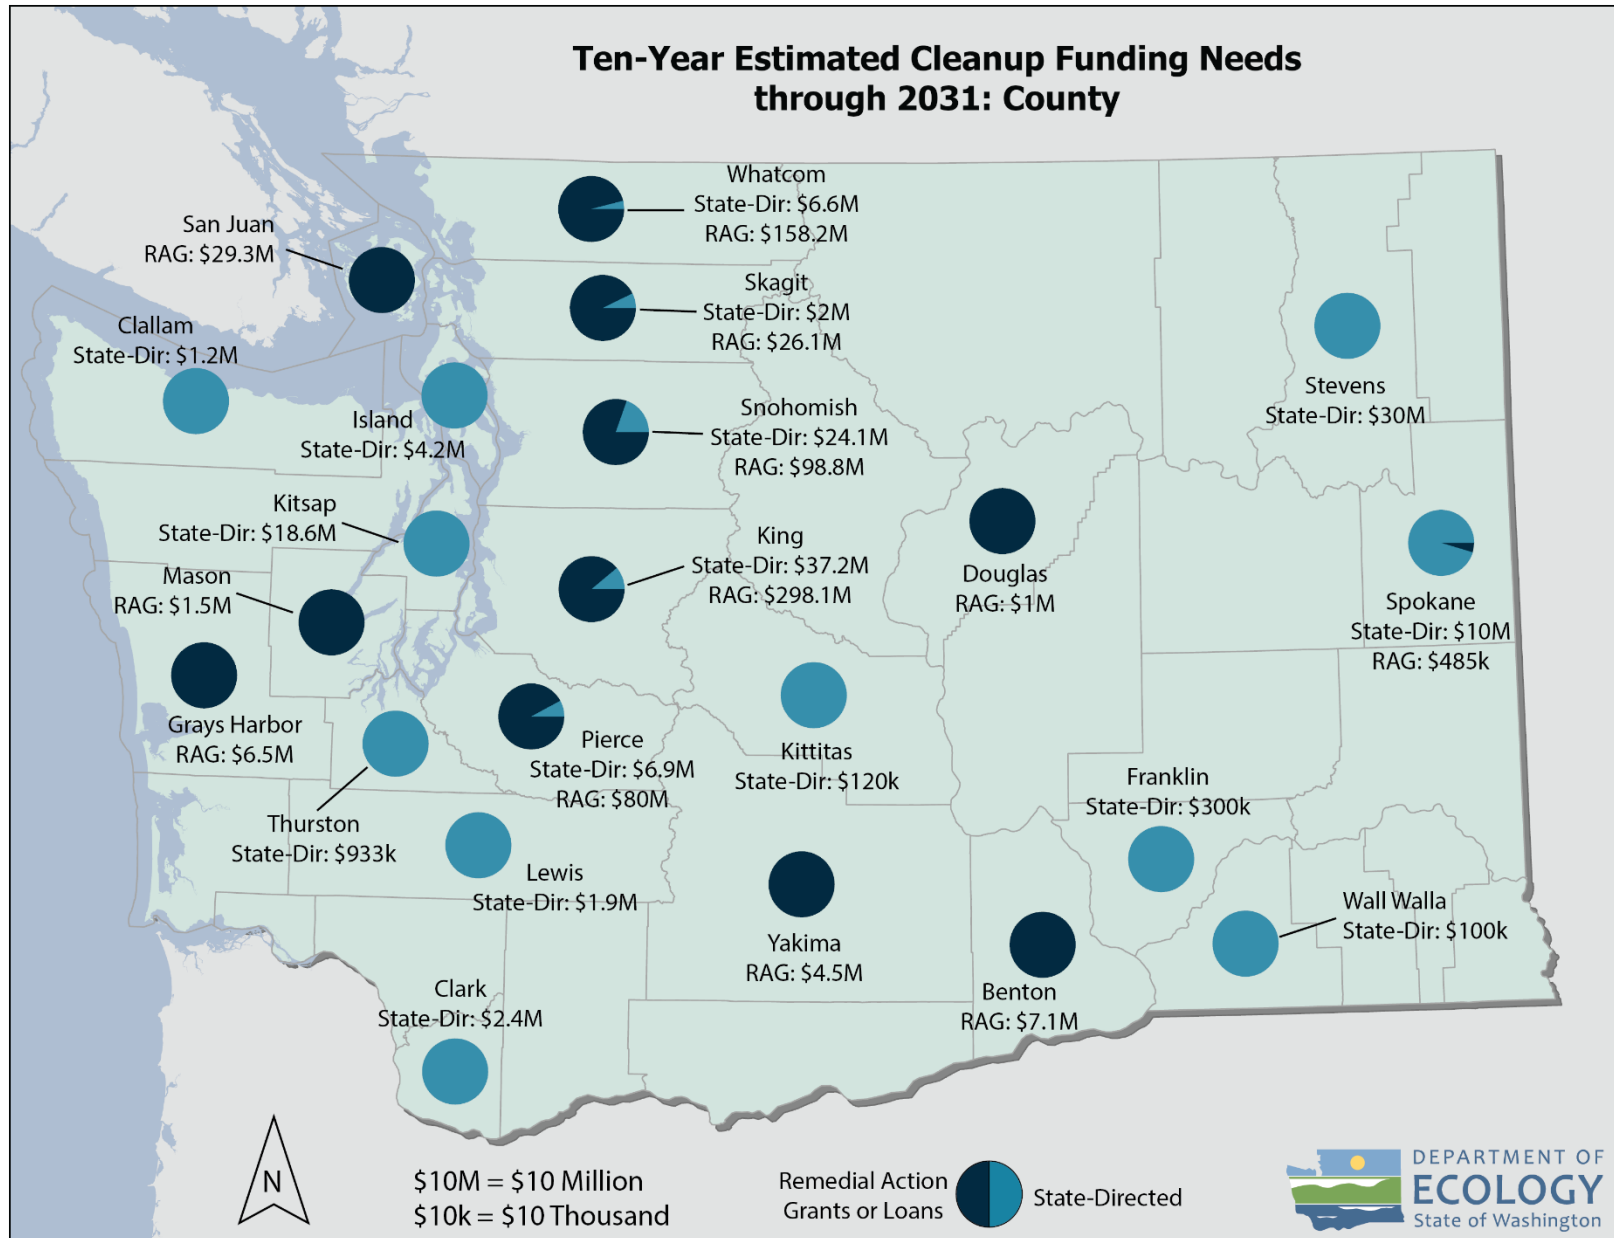 Ten-Year Estimated Cleanup Funding Needs
through 2031: County
Whatcom
State-Dir: $6.6M
RAG: $158.2M
San Juan
RAG: $29.3M
Skagit
State-Dir: $2M
RAG: $26.1M
Clallam
State-Dir: $1.2M
Stevens
State-Dir: $30M
Island
State-Dir: $4.2M
Snohomish
State-Dir: $24.1M
RAG: $98.8M
Kitsap
State-Dir: $18.6M
King
State-Dir: $37.2M
RAG: $298.1M
Mason
RAG: $1.5M
Douglas
RAG: $1M
Spokane
State-Dir: $10M
RAG: $485k
Grays Harbor
RAG: $6.5M
Pierce
State-Dir: $6.9M
RAG: $80M
Kittitas
State-Dir: $120k
Franklin
State-Dir: $300k
Thurston
State-Dir: $933k
Lewis
State-Dir: $1.9M
Wall Walla
State-Dir: $100k
Yakima
RAG: $4.5M
Benton
RAG: $7.1M
Clark
State-Dir: $2.4M
N
$10M = $10 Million
$10k = $10 Thousand
Remedial Action
Grants or Loans
State-Directed
DEPARTMENT OF
ECOLOGY
State of Washington